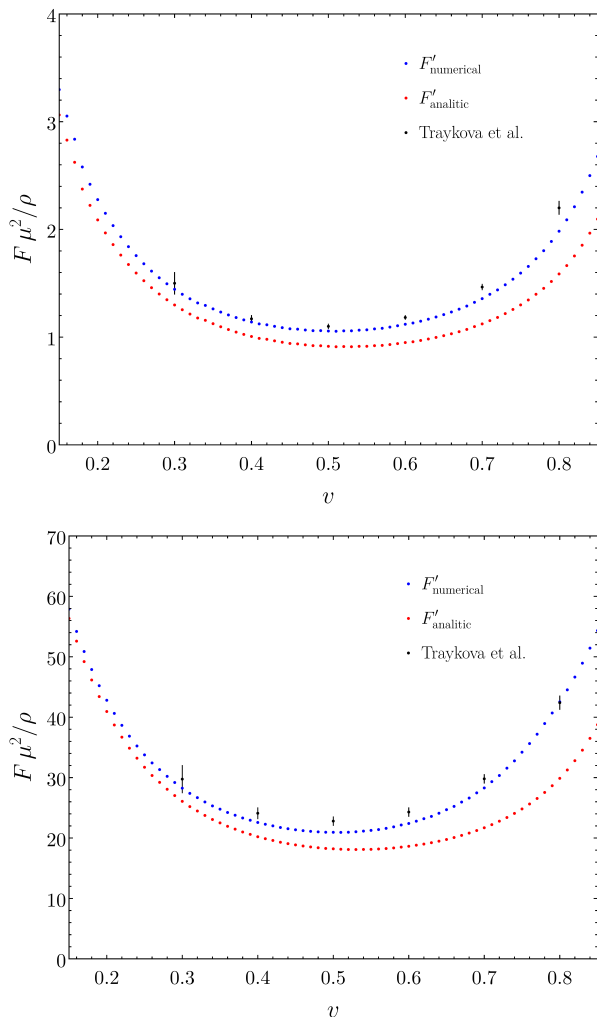 4
3
2
1
0
F μ²/ρ
F′numerical
F′analitic
Traykova et al.
0.2 0.3 0.4 0.5 0.6 0.7 0.8
v
70
60
50
40
30
20
10
0
F μ²/ρ
F′numerical
F′analitic
Traykova et al.
0.2 0.3 0.4 0.5 0.6 0.7 0.8
v